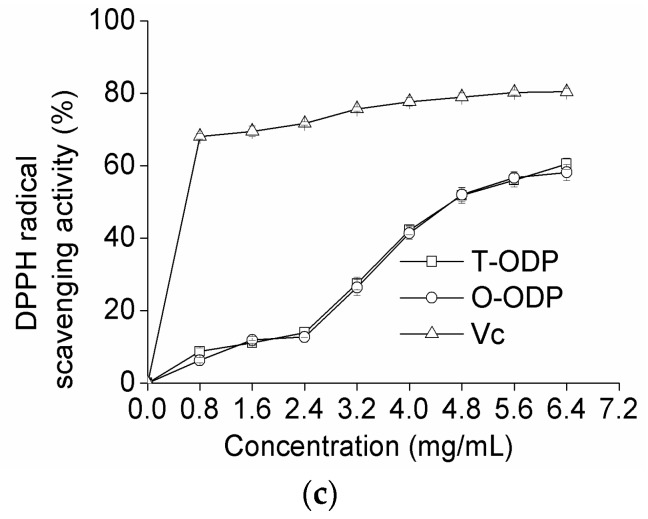 100
80
60
40
20
0
DPPH radical
scavenging activity (%)
T-ODP
O-ODP
Vc
0.0 0.8 1.6 2.4 3.2 4.0 4.8 5.6 6.4 7.2
Concentration (mg/mL)
(c)